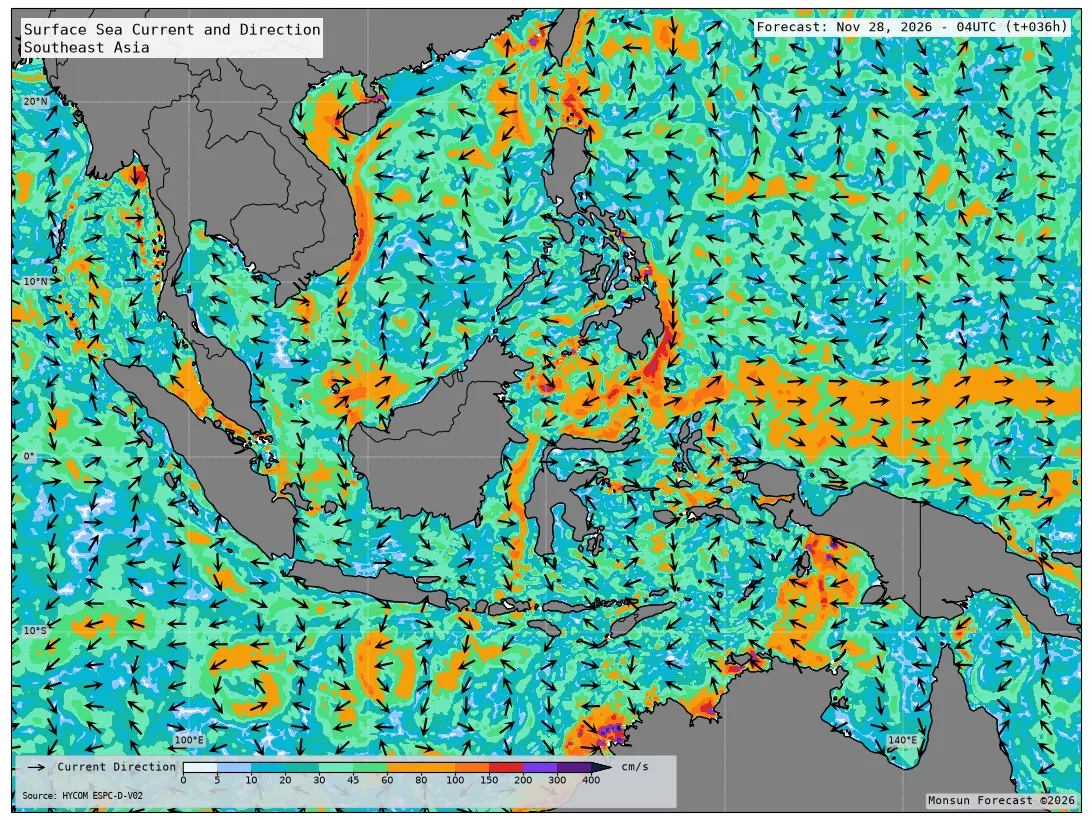 Surface Sea Current and Direction
Southeast Asia
Forecast: Nov 28, 2026 - 04UTC (t+036h)
20°N
10°N
0°
10°S
100°E
140°E
Current Direction
0 5 10 20 30 45 60 80 100 150 200 300 400 cm/s
Source: HYCOM ESPC-D-V02
Monsun Forecast ©2026